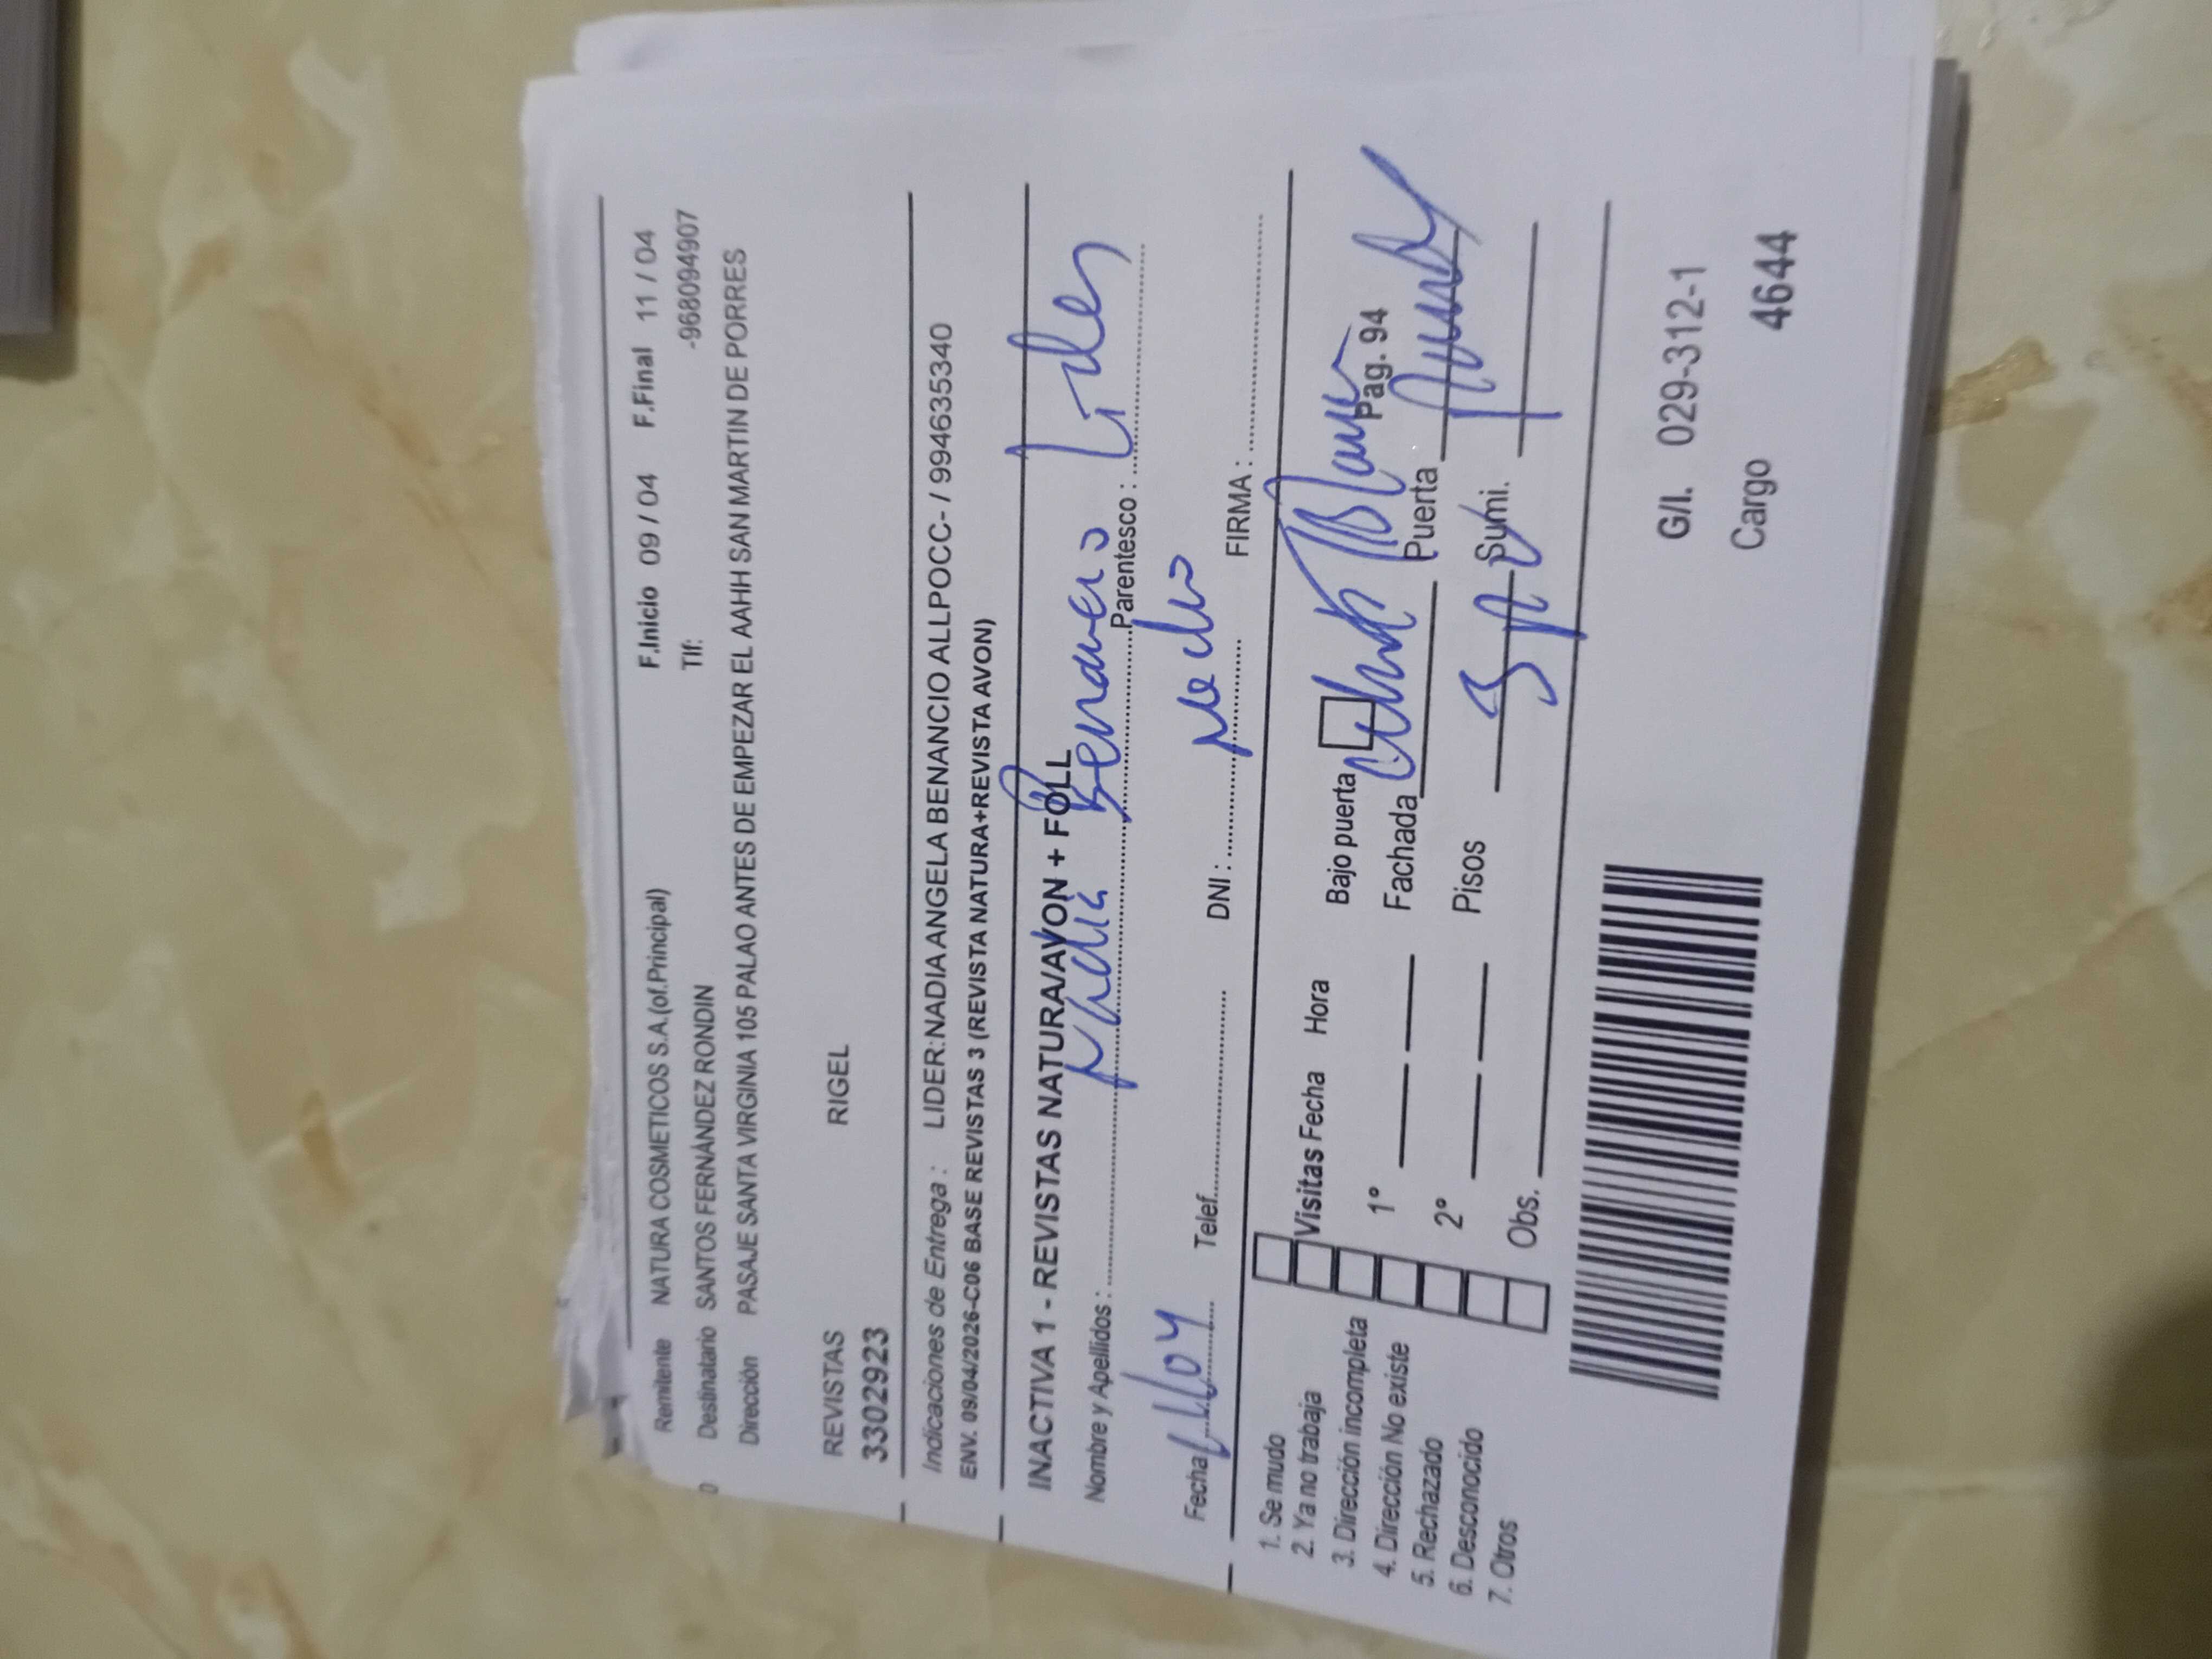 Remitente NATURA COSMETICOS S.A.(of.Principal) F.Inicio 09 / 04 F.Final 11 / 04
Destinatario SANTOS FERNÁNDEZ RONDIN Tlf: -9680949​07
Dirección PASAJE SANTA VIRGINIA 105 PALAO ANTES DE EMPEZAR EL AAHH SAN MARTIN DE PORRES
REVISTAS RIGEL
3302923
Indicaciones de Entrega : LIDER:NADIA ANGELA BENANCIO ALLPOCC- / 994635340
ENV. 09/04/2026-C06 BASE REVISTAS 3 (REVISTA NATURA+REVISTA AVON)
INACTIVA 1 - REVISTAS NATURA/AVON + FOLL
Nombre y Apellidos : Nadia Benancio Parentesco : Lider
Fecha 11/04 Telef. DNI : FIRMA :
1. Se mudo
2. Ya no trabaja Visitas Fecha Hora Bajo puerta
3. Dirección incompleta 1° Fachada Puerta Pag. 94
4. Dirección No existe
5. Rechazado 2° Pisos 3 Sumi.
6. Desconocido
7. Otros Obs.
G/I. 029-312-1
Cargo 4644